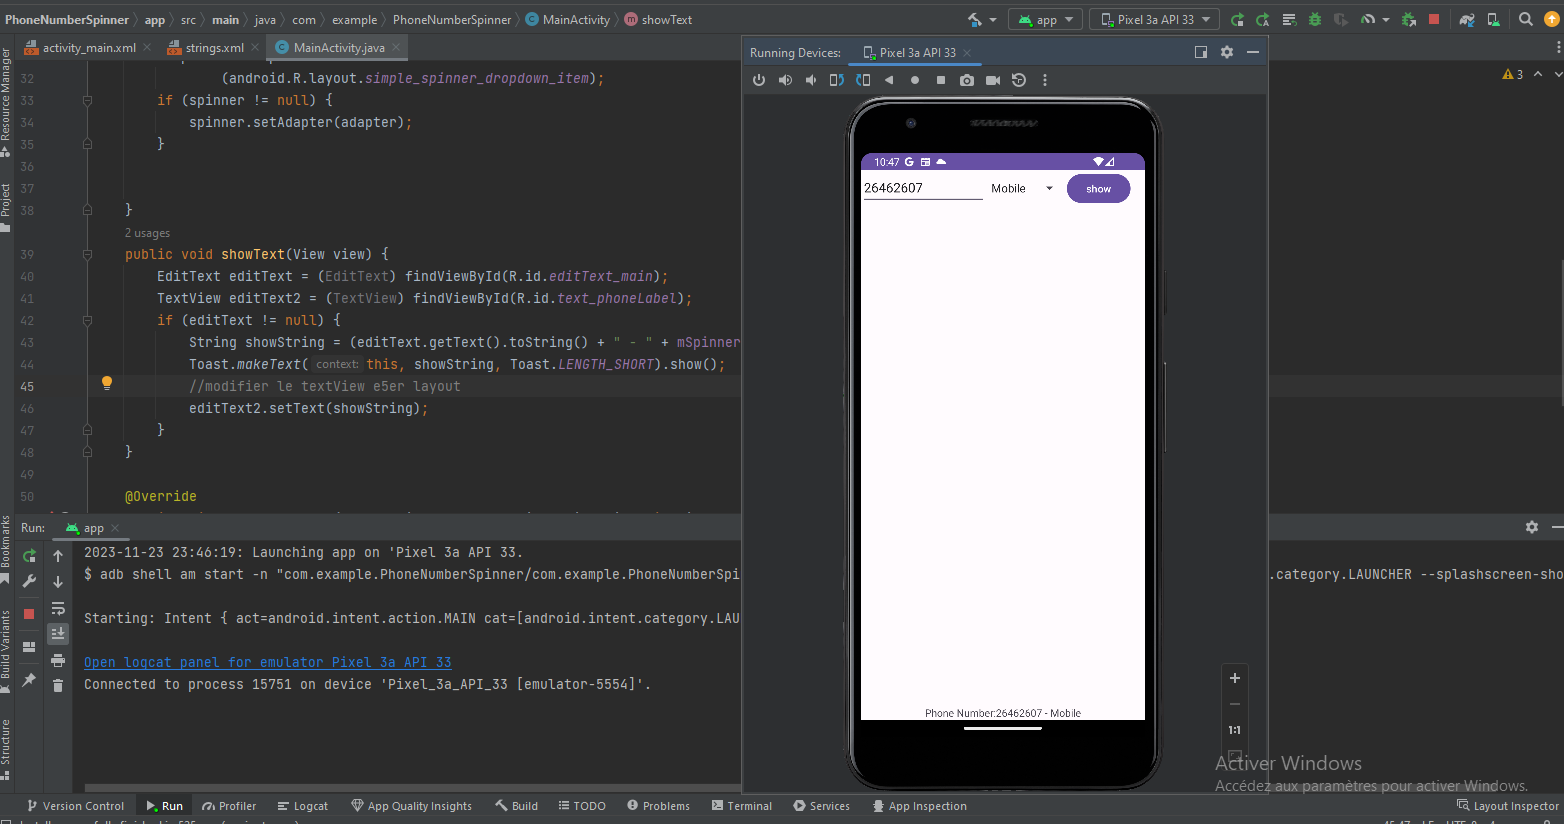 PhoneNumberSpinner app src main java com example PhoneNumberSpinner MainActivity showText
app Pixel 3a API 33
activity_main.xml strings.xml MainActivity.java
Running Devices: Pixel 3a API 33
3
Resource Manager
Project
Bookmarks
Build Variants
Structure
32 (android.R.layout.simple_spinner_dropdown_item);
33 if (spinner != null) {
34 spinner.setAdapter(adapter);
35 }
36
37
38 }
2 usages
39 public void showText(View view) {
40 EditText editText = (EditText) findViewById(R.id.editText_main);
41 TextView editText2 = (TextView) findViewById(R.id.text_phoneLabel);
42 if (editText != null) {
43 String showString = (editText.getText().toString() + " - " + mSpinner
44 Toast.makeText( context: this, showString, Toast.LENGTH_SHORT).show();
45 //modifier le textView e5er layout
46 editText2.setText(showString);
47 }
48 }
49
50 @Override
10:47
26462607 Mobile show
Phone Number:26462607 - Mobile
1:1
Run: app
2023-11-23 23:46:19: Launching app on 'Pixel 3a API 33.
$ adb shell am start -n "com.example.PhoneNumberSpinner/com.example.PhoneNumberSpi .category.LAUNCHER --splashscreen-sho
Starting: Intent { act=android.intent.action.MAIN cat=[android.intent.category.LAU
Open logcat panel for emulator Pixel 3a API 33
Connected to process 15751 on device 'Pixel_3a_API_33 [emulator-5554]'.
Activer Windows
Accédez aux paramètres pour activer Windows.
Version Control Run Profiler Logcat App Quality Insights Build TODO Problems Terminal Services App Inspection Layout Inspector